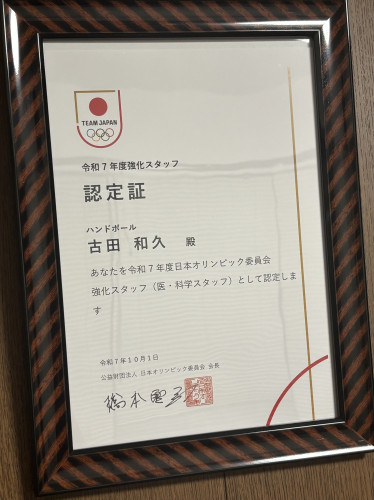 TEAM JAPAN
令和7年度強化スタッフ
認定証
ハンドボール
古田 和久 殿
あなたを令和7年度日本オリンピック委員会
強化スタッフ(医・科学スタッフ)として認定しま
す
令和7年10月1日
公益財団法人 日本オリンピック委員会 会長